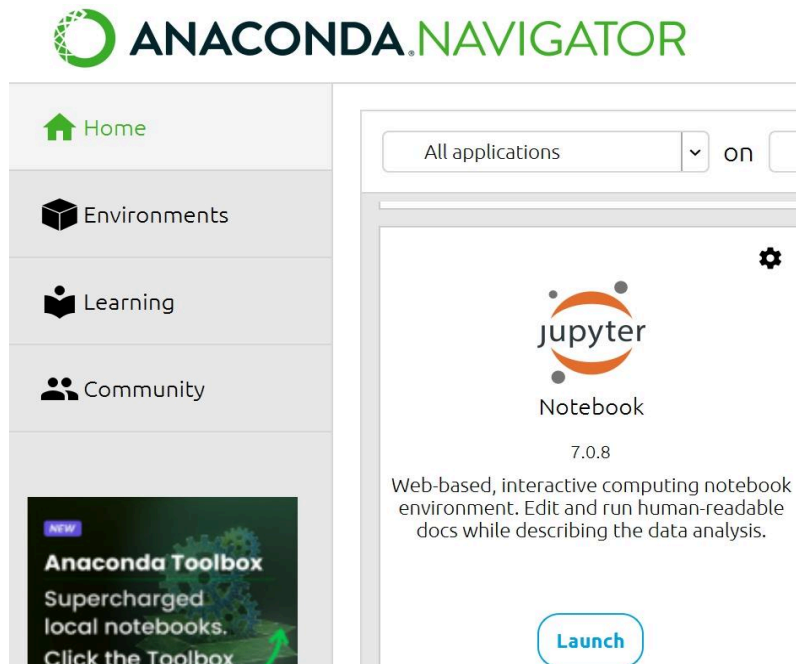 ANACONDA.NAVIGATOR
Home
All applications
on
Environments
Learning
Community
jupyter
Notebook
7.0.8
Web-based, interactive computing notebook
environment. Edit and run human-readable
docs while describing the data analysis.
Launch
NEW
Anaconda Toolbox
Supercharged
local notebooks.
Click the Toolbox